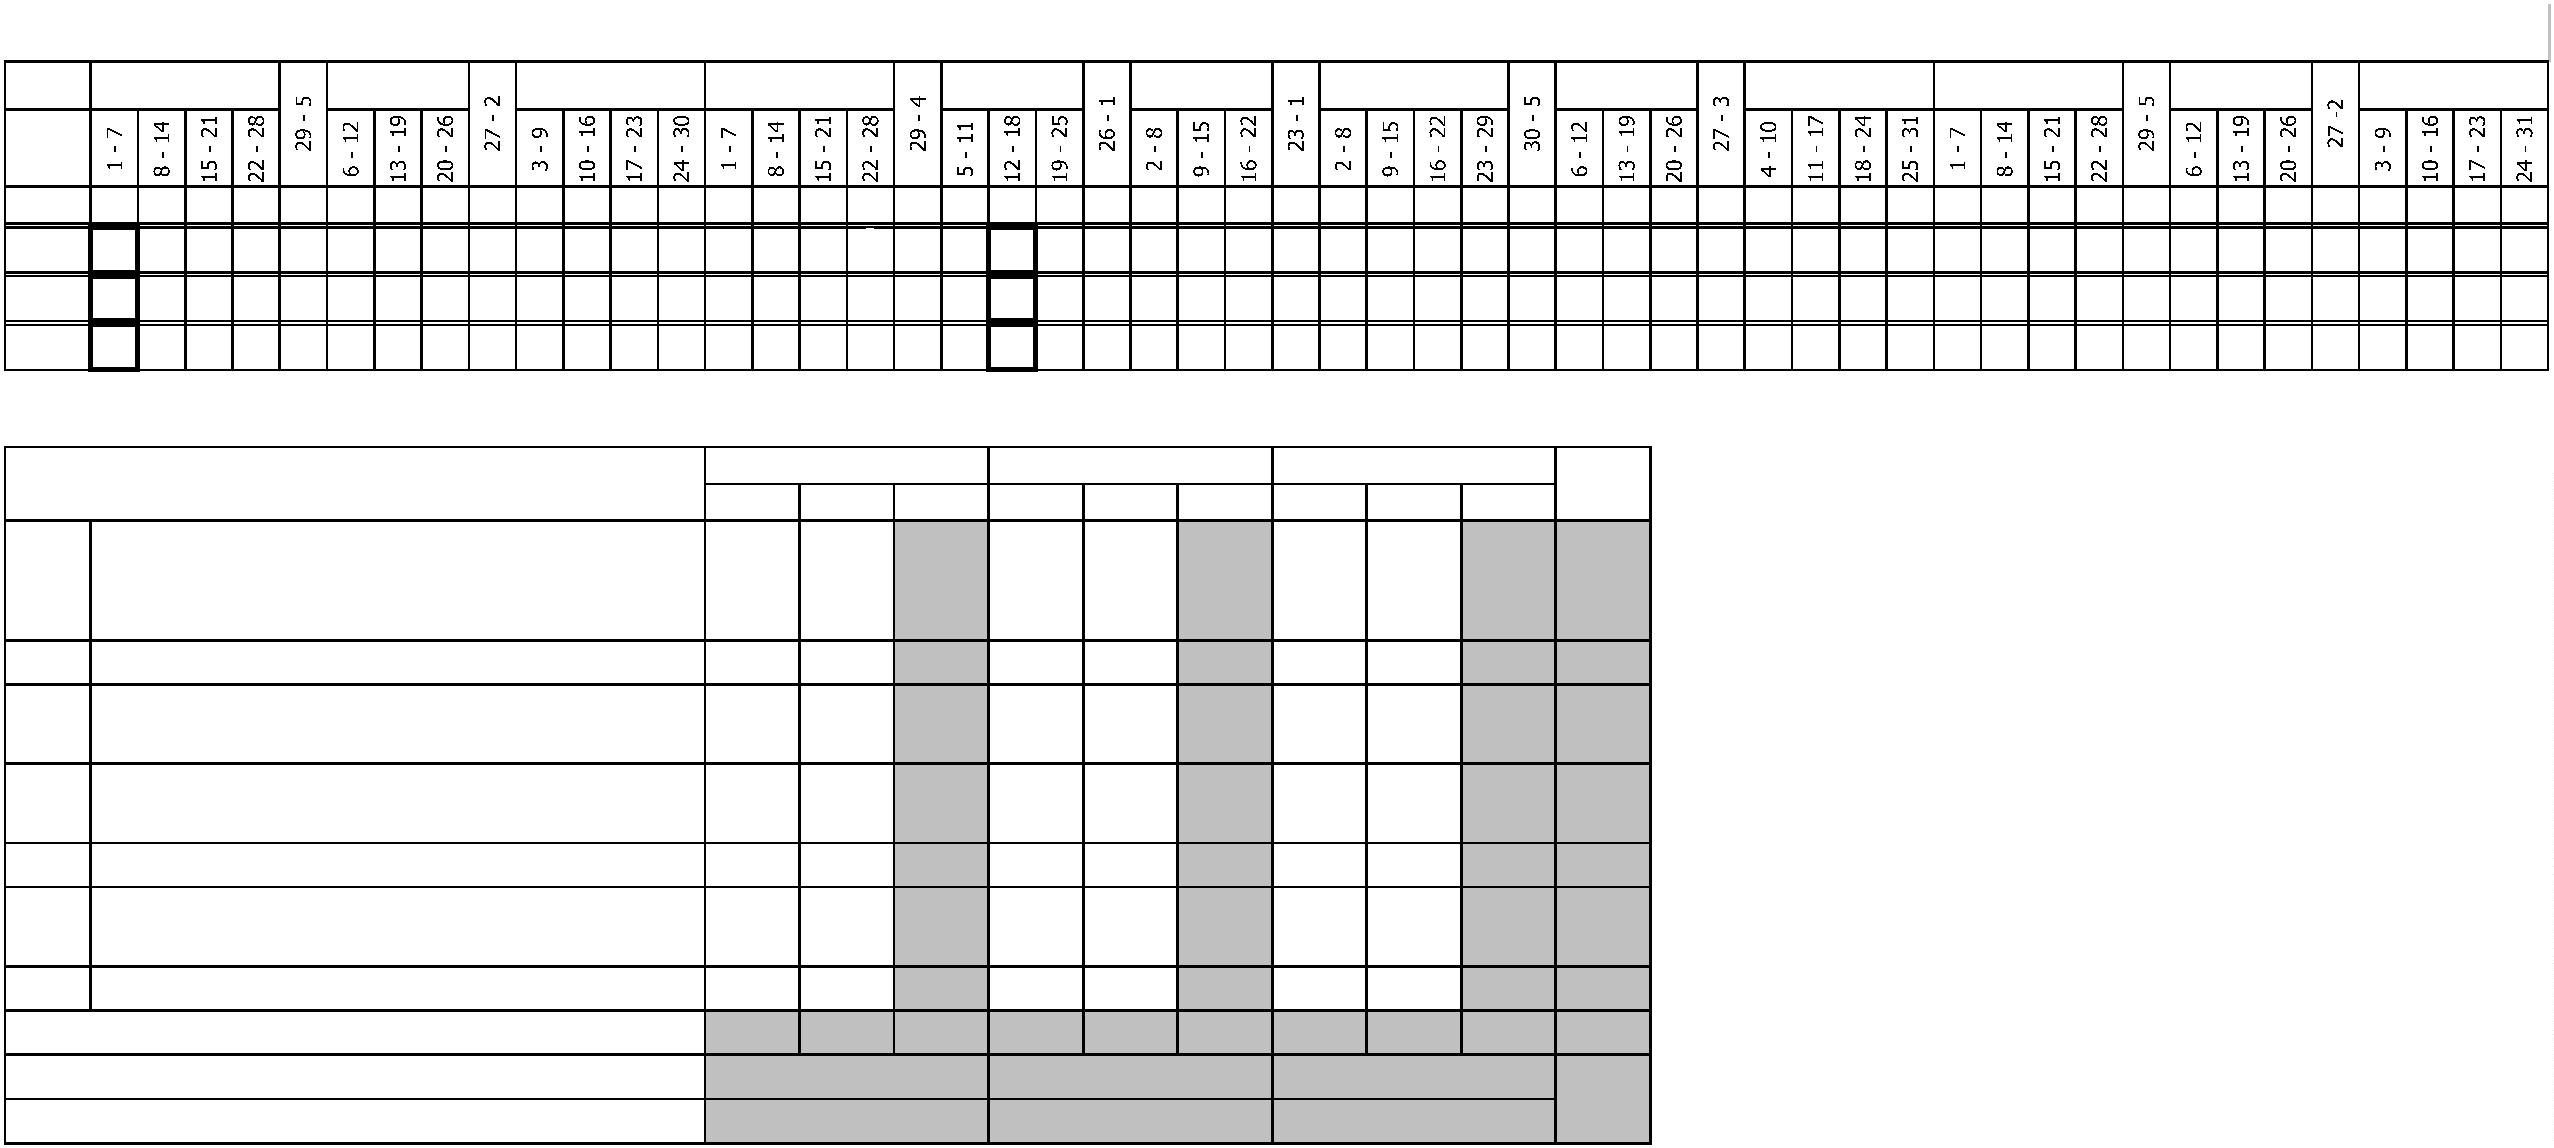 1 - 7
8 - 14
15 - 21
22 - 28
29 - 5
6 - 12
13 - 19
20 - 26
27 - 2
3 - 9
10 - 16
17 - 23
24 - 30
1 - 7
8 - 14
15 - 21
22 - 28
29 - 4
5 - 11
12 - 18
19 - 25
26 - 1
2 - 8
9 - 15
16 - 22
23 - 1
2 - 8
9 - 15
16 - 22
23 - 29
30 - 5
6 - 12
13 - 19
20 - 26
27 - 3
4 - 10
11 - 17
18 - 24
25 - 31
1 - 7
8 - 14
15 - 21
22 - 28
29 - 5
6 - 12
13 - 19
20 - 26
27 -2
3 - 9
10 - 16
17 - 23
24 - 31